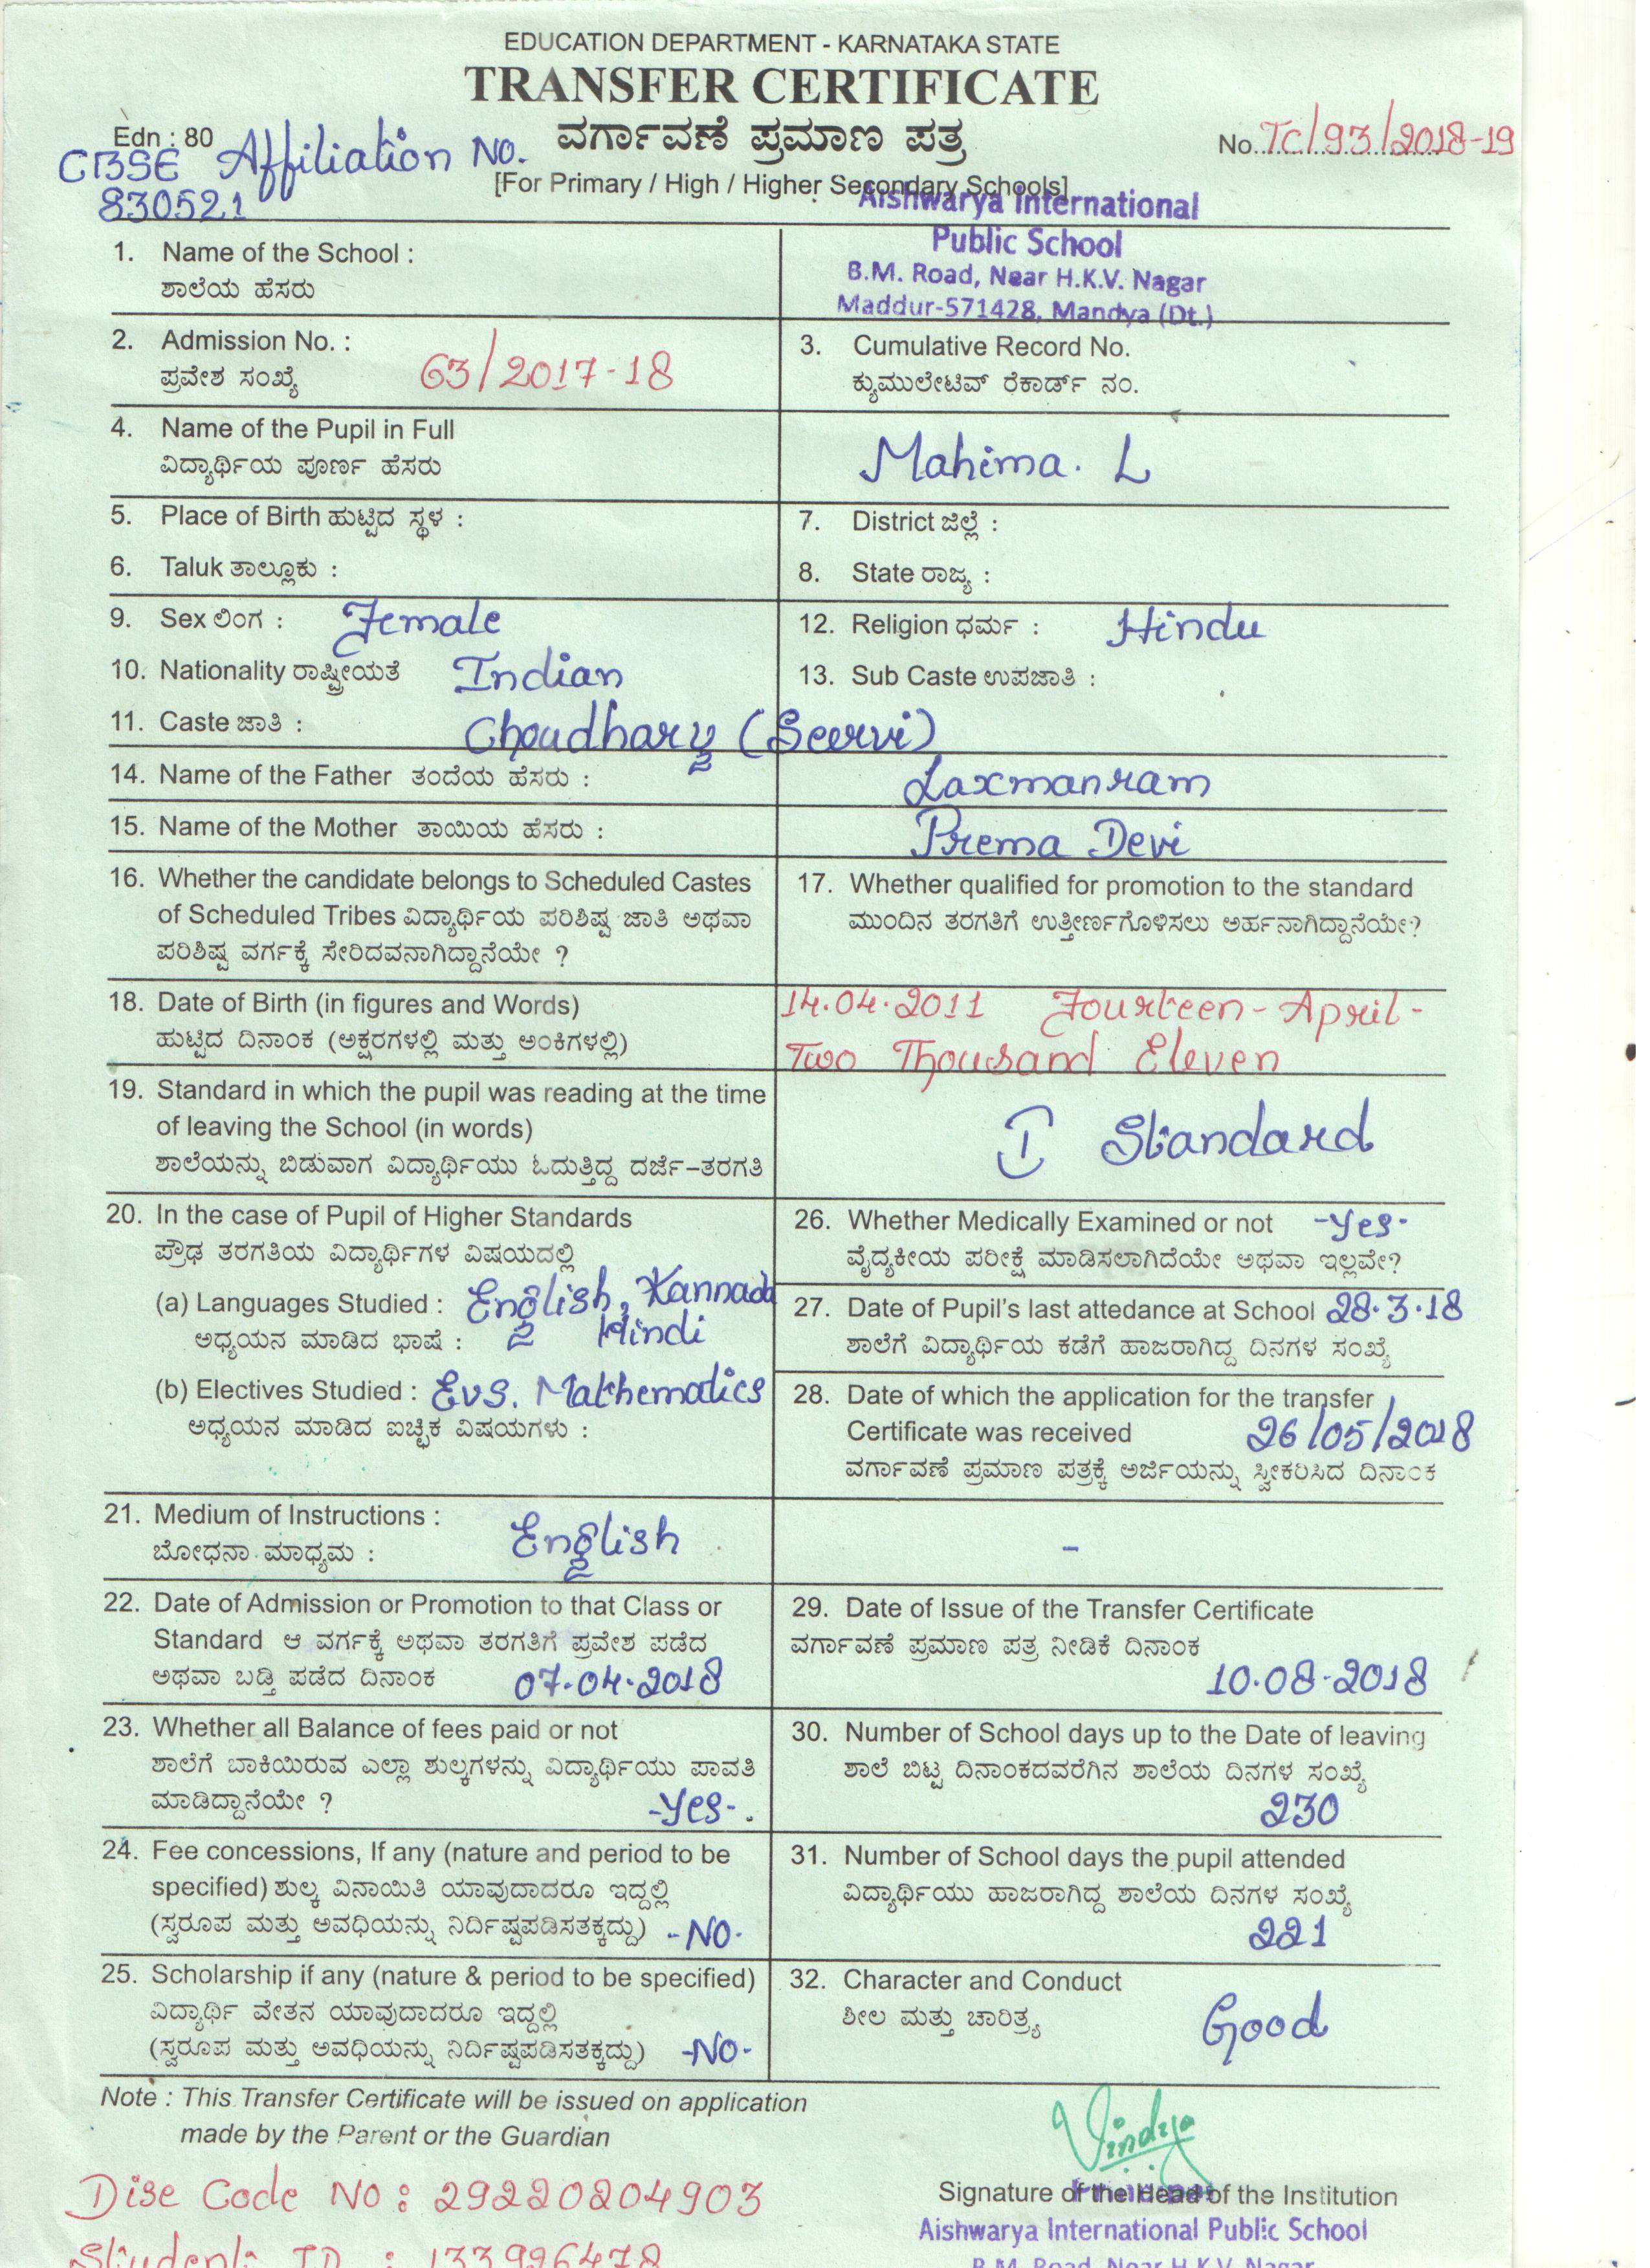 EDUCATION DEPARTMENT - KARNATAKA STATE
TRANSFER CERTIFICATE
Edn : 80
ವರ್ಗಾವಣೆ ಪ್ರಮಾಣ ಪತ್ರ
No. TC/93/2018-19
CBSE Affiliation No.
830521
[For Primary / High / Higher Secondary Schools]
Aishwarya International
Public School
B.M. Road, Near H.K.V. Nagar
Maddur-571428, Mandya (Dt.)
1. Name of the School :
ಶಾಲೆಯ ಹೆಸರು
2. Admission No. :
ಪ್ರವೇಶ ಸಂಖ್ಯೆ 63/2017-18
3. Cumulative Record No.
ಕ್ಯುಮುಲೇಟಿವ್ ರೆಕಾರ್ಡ್ ನಂ.
4. Name of the Pupil in Full
ವಿದ್ಯಾರ್ಥಿಯ ಪೂರ್ಣ ಹೆಸರು
Mahima. L
5. Place of Birth ಹುಟ್ಟಿದ ಸ್ಥಳ :
7. District ಜಿಲ್ಲೆ :
6. Taluk ತಾಲ್ಲೂಕು :
8. State ರಾಜ್ಯ :
9. Sex ಲಿಂಗ : Female
12. Religion ಧರ್ಮ : Hindu
10. Nationality ರಾಷ್ಟ್ರೀಯತೆ Indian
13. Sub Caste ಉಪಜಾತಿ :
11. Caste ಜಾತಿ : Choudhary (Seervi)
14. Name of the Father ತಂದೆಯ ಹೆಸರು : Laxmanram
15. Name of the Mother ತಾಯಿಯ ಹೆಸರು : Prema Devi
16. Whether the candidate belongs to Scheduled Castes
of Scheduled Tribes ವಿದ್ಯಾರ್ಥಿಯ ಪರಿಶಿಷ್ಟ ಜಾತಿ ಅಥವಾ
ಪರಿಶಿಷ್ಟ ವರ್ಗಕ್ಕೆ ಸೇರಿದವನಾಗಿದ್ದಾನೆಯೇ ?
17. Whether qualified for promotion to the standard
ಮುಂದಿನ ತರಗತಿಗೆ ಉತ್ತೀರ್ಣಗೊಳಿಸಲು ಅರ್ಹನಾಗಿದ್ದಾನೆಯೇ?
18. Date of Birth (in figures and Words)
ಹುಟ್ಟಿದ ದಿನಾಂಕ (ಅಕ್ಷರಗಳಲ್ಲಿ ಮತ್ತು ಅಂಕಿಗಳಲ್ಲಿ)
14.04.2011 Fourteen-April-
Two Thousand Eleven
19. Standard in which the pupil was reading at the time
of leaving the School (in words)
ಶಾಲೆಯನ್ನು ಬಿಡುವಾಗ ವಿದ್ಯಾರ್ಥಿಯು ಓದುತ್ತಿದ್ದ ದರ್ಜೆ–ತರಗತಿ
I Standard
20. In the case of Pupil of Higher Standards
ಪ್ರೌಢ ತರಗತಿಯ ವಿದ್ಯಾರ್ಥಿಗಳ ವಿಷಯದಲ್ಲಿ
(a) Languages Studied : English, Kannada
ಅಧ್ಯಯನ ಮಾಡಿದ ಭಾಷೆ : Hindi
(b) Electives Studied : Evs. Mathematics
ಅಧ್ಯಯನ ಮಾಡಿದ ಐಚ್ಛಿಕ ವಿಷಯಗಳು :
26. Whether Medically Examined or not -Yes-
ವೈದ್ಯಕೀಯ ಪರೀಕ್ಷೆ ಮಾಡಿಸಲಾಗಿದೆಯೇ ಅಥವಾ ಇಲ್ಲವೇ?
27. Date of Pupil's last attedance at School 28.3.18
ಶಾಲೆಗೆ ವಿದ್ಯಾರ್ಥಿಯ ಕಡೆಗೆ ಹಾಜರಾಗಿದ್ದ ದಿನಗಳ ಸಂಖ್ಯೆ
28. Date of which the application for the transfer
Certificate was received 26/05/2018
ವರ್ಗಾವಣೆ ಪ್ರಮಾಣ ಪತ್ರಕ್ಕೆ ಅರ್ಜಿಯನ್ನು ಸ್ವೀಕರಿಸಿದ ದಿನಾಂಕ
21. Medium of Instructions :
ಬೋಧನಾ ಮಾಧ್ಯಮ : English
-
22. Date of Admission or Promotion to that Class or
Standard ಆ ವರ್ಗಕ್ಕೆ ಅಥವಾ ತರಗತಿಗೆ ಪ್ರವೇಶ ಪಡೆದ
ಅಥವಾ ಬಡ್ತಿ ಪಡೆದ ದಿನಾಂಕ 07-04-2018
29. Date of Issue of the Transfer Certificate
ವರ್ಗಾವಣೆ ಪ್ರಮಾಣ ಪತ್ರ ನೀಡಿಕೆ ದಿನಾಂಕ
10.08-2018
23. Whether all Balance of fees paid or not
ಶಾಲೆಗೆ ಬಾಕಿಯಿರುವ ಎಲ್ಲಾ ಶುಲ್ಕಗಳನ್ನು ವಿದ್ಯಾರ್ಥಿಯು ಪಾವತಿ
ಮಾಡಿದ್ದಾನೆಯೇ ? -Yes-.
30. Number of School days up to the Date of leaving
ಶಾಲೆ ಬಿಟ್ಟ ದಿನಾಂಕದವರೆಗಿನ ಶಾಲೆಯ ದಿನಗಳ ಸಂಖ್ಯೆ
230
24. Fee concessions, If any (nature and period to be
specified) ಶುಲ್ಕ ವಿನಾಯಿತಿ ಯಾವುದಾದರೂ ಇದ್ದಲ್ಲಿ
(ಸ್ವರೂಪ ಮತ್ತು ಅವಧಿಯನ್ನು ನಿರ್ದಿಷ್ಟಪಡಿಸತಕ್ಕದ್ದು) -NO-
31. Number of School days the pupil attended
ವಿದ್ಯಾರ್ಥಿಯು ಹಾಜರಾಗಿದ್ದ ಶಾಲೆಯ ದಿನಗಳ ಸಂಖ್ಯೆ
221
25. Scholarship if any (nature & period to be specified)
ವಿದ್ಯಾರ್ಥಿ ವೇತನ ಯಾವುದಾದರೂ ಇದ್ದಲ್ಲಿ
(ಸ್ವರೂಪ ಮತ್ತು ಅವಧಿಯನ್ನು ನಿರ್ದಿಷ್ಟಪಡಿಸತಕ್ಕದ್ದು) -NO-
32. Character and Conduct
ಶೀಲ ಮತ್ತು ಚಾರಿತ್ರ್ಯ
Good
Note : This Transfer Certificate will be issued on application
made by the Parent or the Guardian
Vindya
Signature of the Head of the Institution
Aishwarya International Public School
B.M. Road, Near H.K.V. Nagar
Dise Code No : 29220204903
Student ID : 133996478